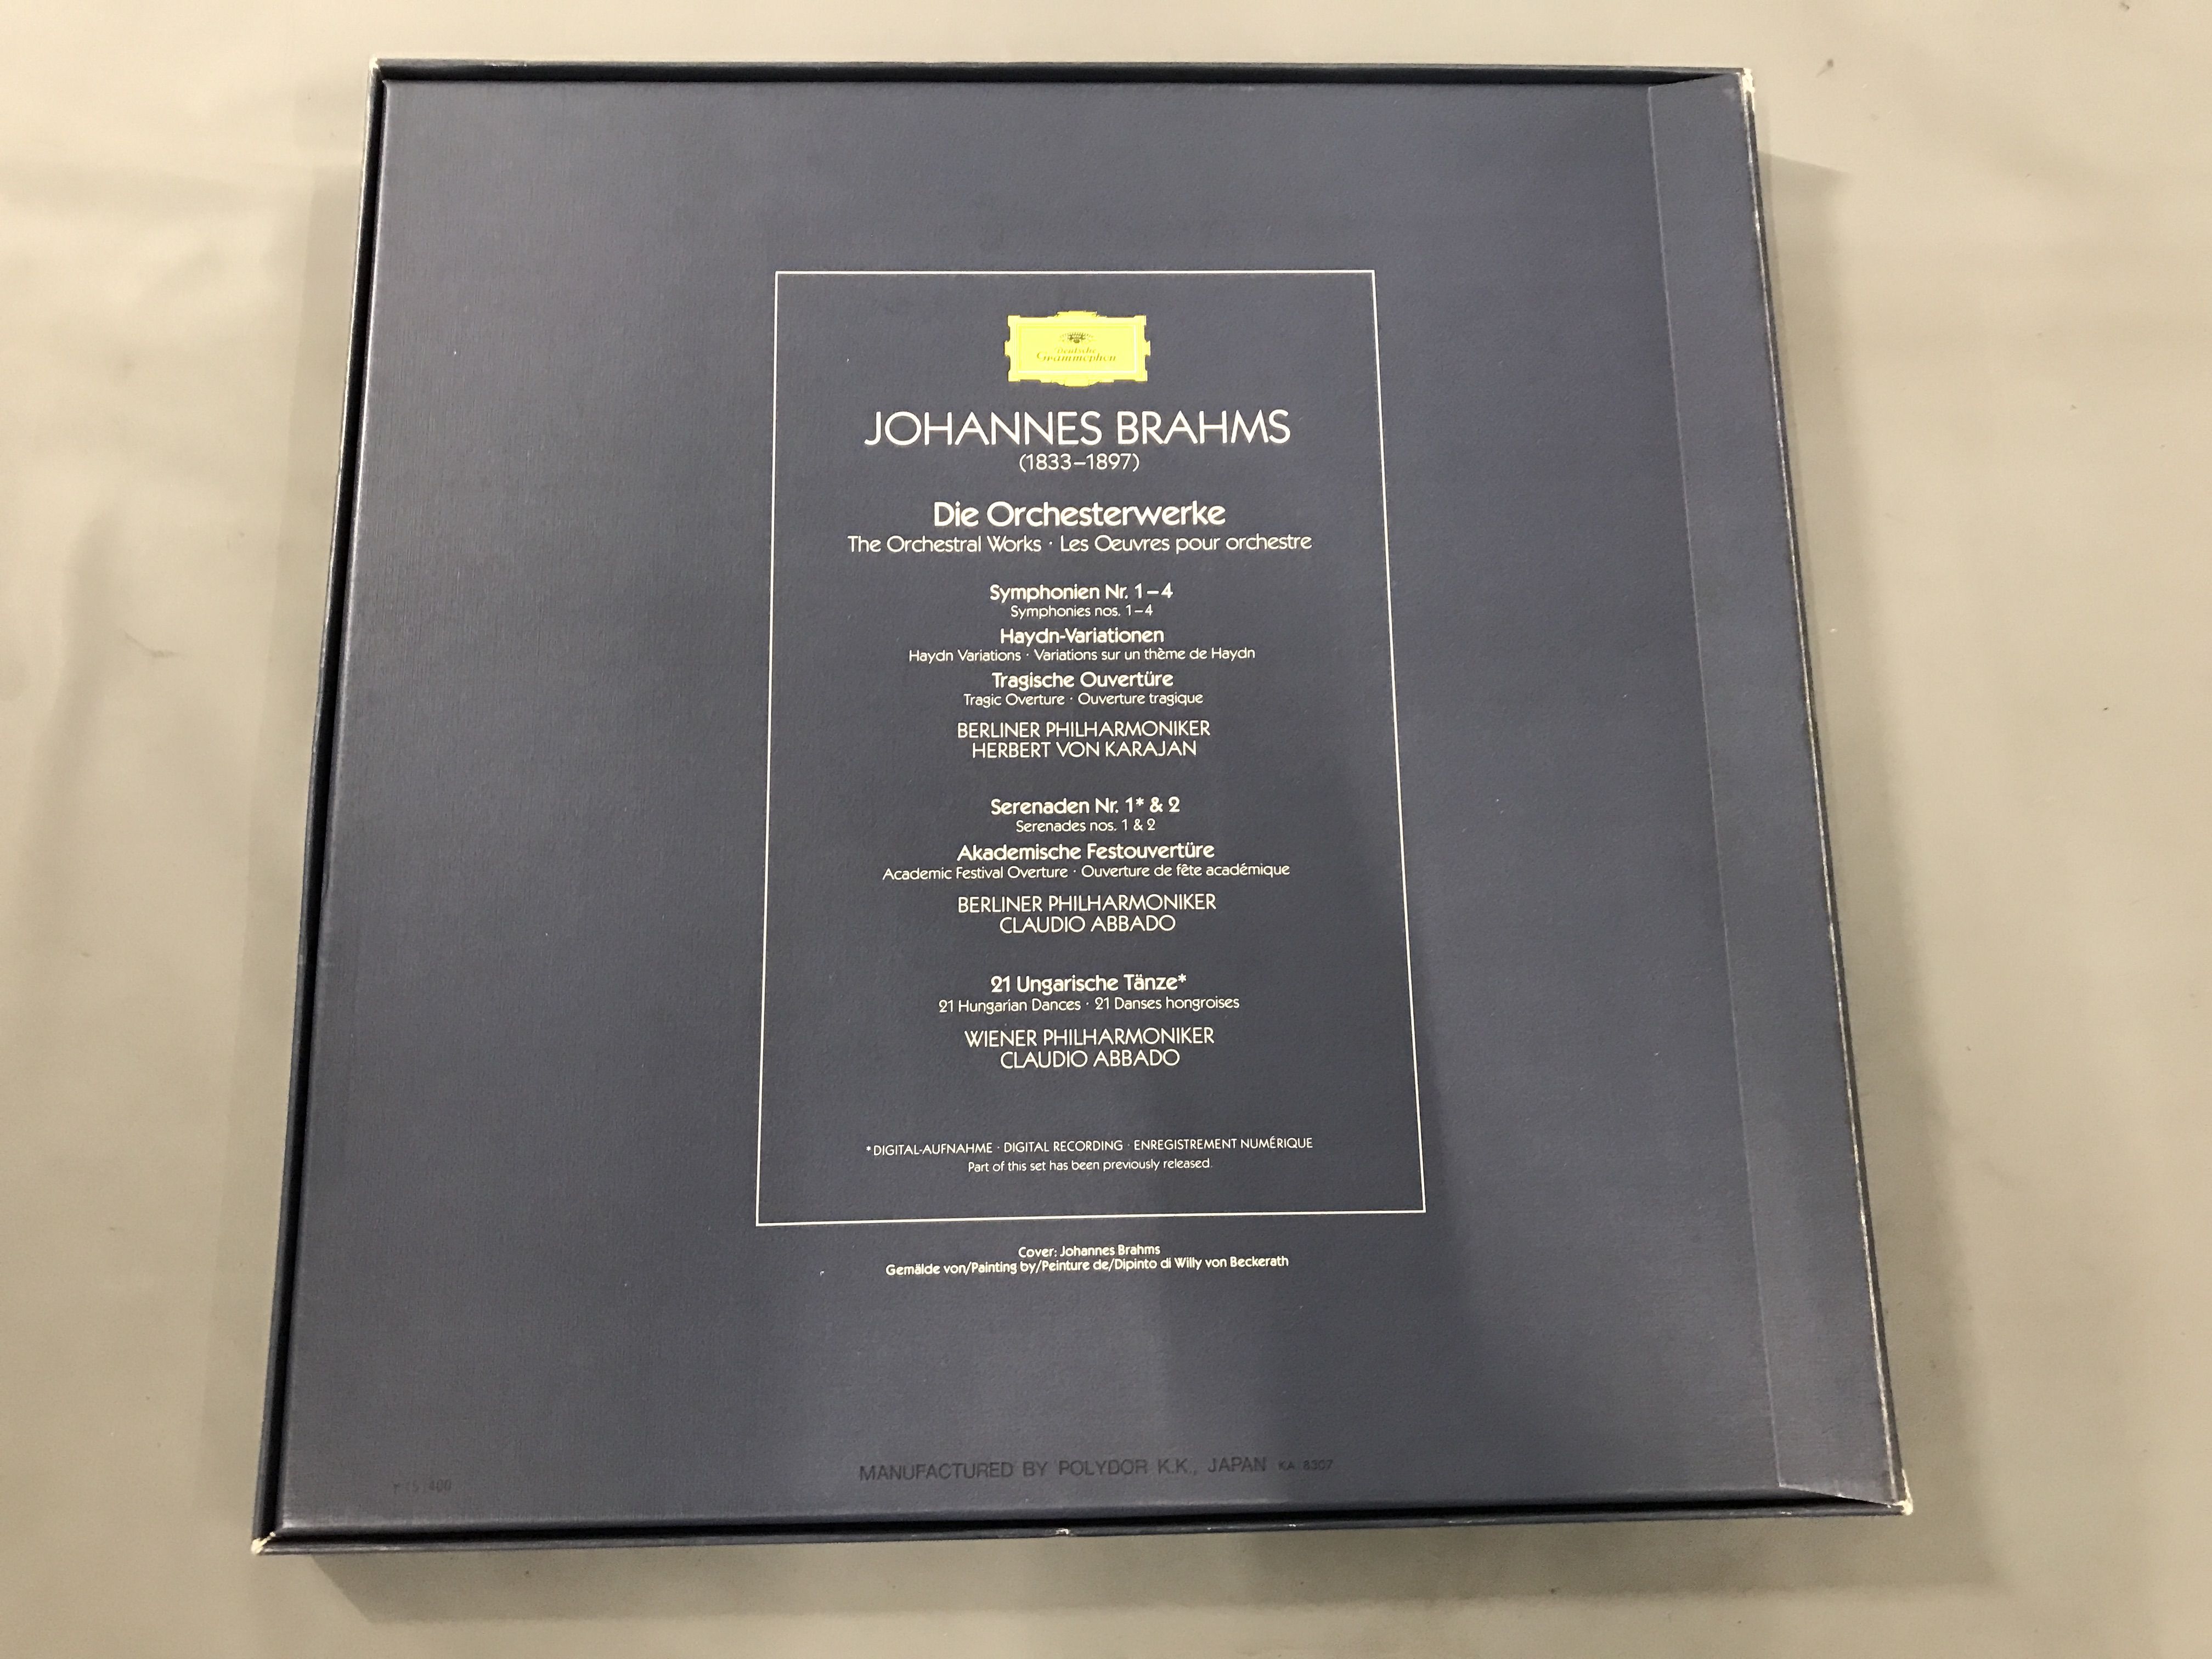 Deutsche
Grammophon
JOHANNES BRAHMS
(1833–1897)
Die Orchesterwerke
The Orchestral Works · Les Oeuvres pour orchestre
Symphonien Nr. 1–4
Symphonies nos. 1–4
Haydn-Variationen
Haydn Variations · Variations sur un thème de Haydn
Tragische Ouvertüre
Tragic Overture · Ouverture tragique
BERLINER PHILHARMONIKER
HERBERT VON KARAJAN
Serenaden Nr. 1* & 2
Serenades nos. 1 & 2
Akademische Festouvertüre
Academic Festival Overture · Ouverture de fête académique
BERLINER PHILHARMONIKER
CLAUDIO ABBADO
21 Ungarische Tänze*
21 Hungarian Dances · 21 Danses hongroises
WIENER PHILHARMONIKER
CLAUDIO ABBADO
*DIGITAL-AUFNAHME · DIGITAL RECORDING · ENREGISTREMENT NUMÉRIQUE
Part of this set has been previously released.
Cover: Johannes Brahms
Gemälde von/Painting by/Peinture de/Dipinto di Willy von Beckerath
MANUFACTURED BY POLYDOR K.K., JAPAN KA 8307